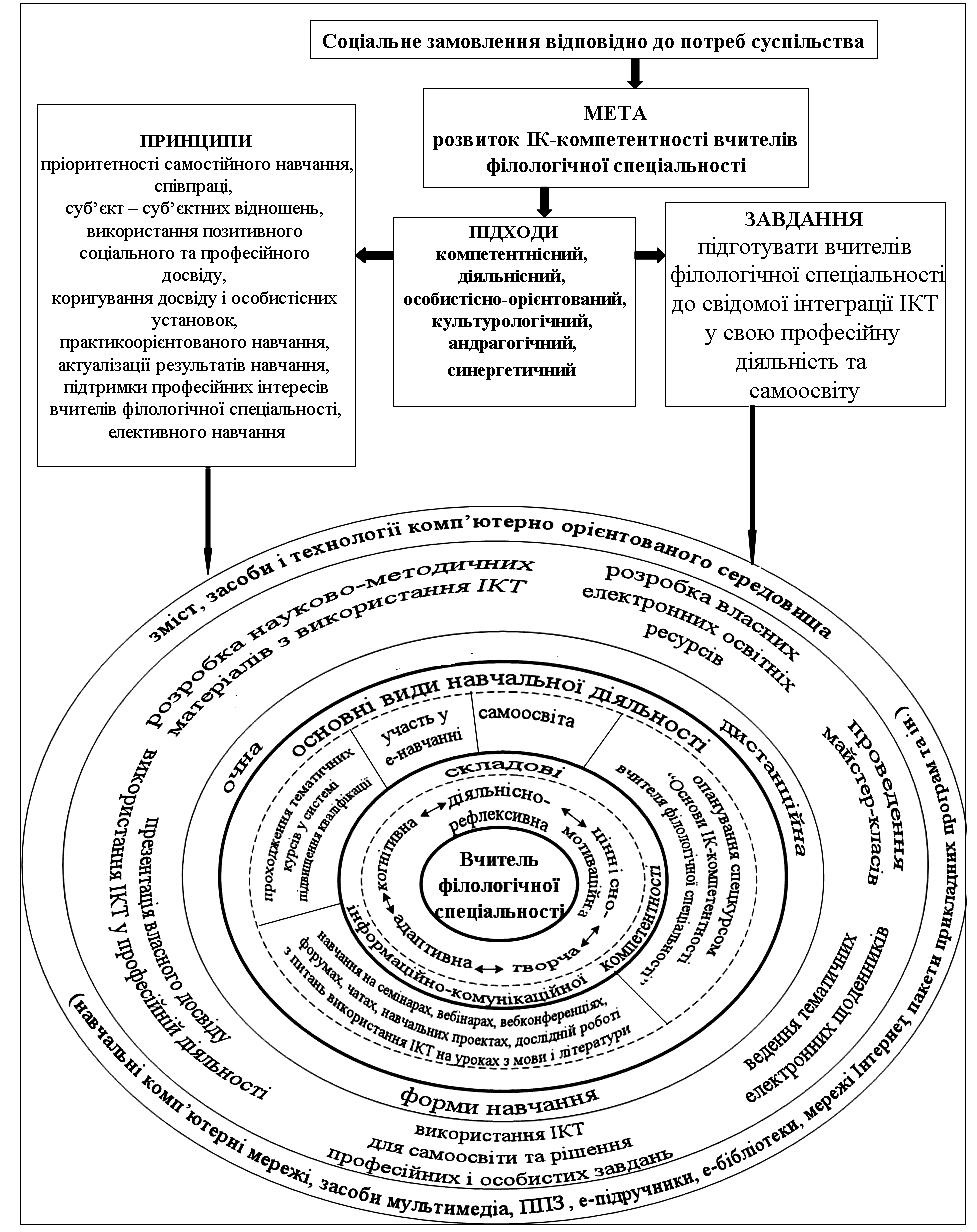 Соціальне замовлення відповідно до потреб суспільства
МЕТА
розвиток ІК-компетентності вчителів
філологічної спеціальності
ПРИНЦИПИ
пріоритетності самостійного навчання,
співпраці,
суб’єкт – суб’єктних відношень,
використання позитивного
соціального та професійного
досвіду,
коригування досвіду і особистісних
установок,
практикоорієнтованого навчання,
актуалізації результатів навчання,
підтримки професійних інтересів
вчителів філологічної спеціальності,
елективного навчання
ПІДХОДИ
компетентнісний,
діяльнісний,
особистісно-орієнтований,
культурологічний,
андрагогічний,
синергетичний
ЗАВДАННЯ
підготувати вчителів
філологічної спеціальності
до свідомої інтеграції ІКТ
у свою професійну
діяльність та
самоосвіту
зміст, засоби і технології комп’ютерно орієнтованого середовища
(навчальні комп’ютерні мережі, засоби мультимедіа, ППЗ, е-підручники, е-бібліотеки, мережі Інтернет, пакети прикладних програм та ін.)
розробка науково-методичних
матеріалів з використання ІКТ
розробка власних
електронних освітніх
ресурсів
проведення
майстер-класів
ведення тематичних
електронних щоденників
використання ІКТ
для самоосвіти та рішення
професійних і особистих завдань
презентація власного досвіду
використання ІКТ у професійній діяльності
очна
дистанційна
форми навчання
основні види навчальної діяльності
проходження тематичних
курсів у системі
підвищення кваліфікації
участь у
е-навчанні
самоосвіта
опанування спецкурсом
“Основи ІК-компетентності
вчителя філологічної спеціальності”
навчання на семінарах, вебінарах, вебконференціях,
форумах, чатах, навчальних проектах, дослідній роботі
з питань використання ІКТ на уроках з мови і літератури
складові
інформаційно-комунікаційної компетентності
діяльнісно-
рефлексивна
ціннісно-
мотиваційна
творча
адаптивна
когнітивна
Вчитель
філологічної
спеціальності